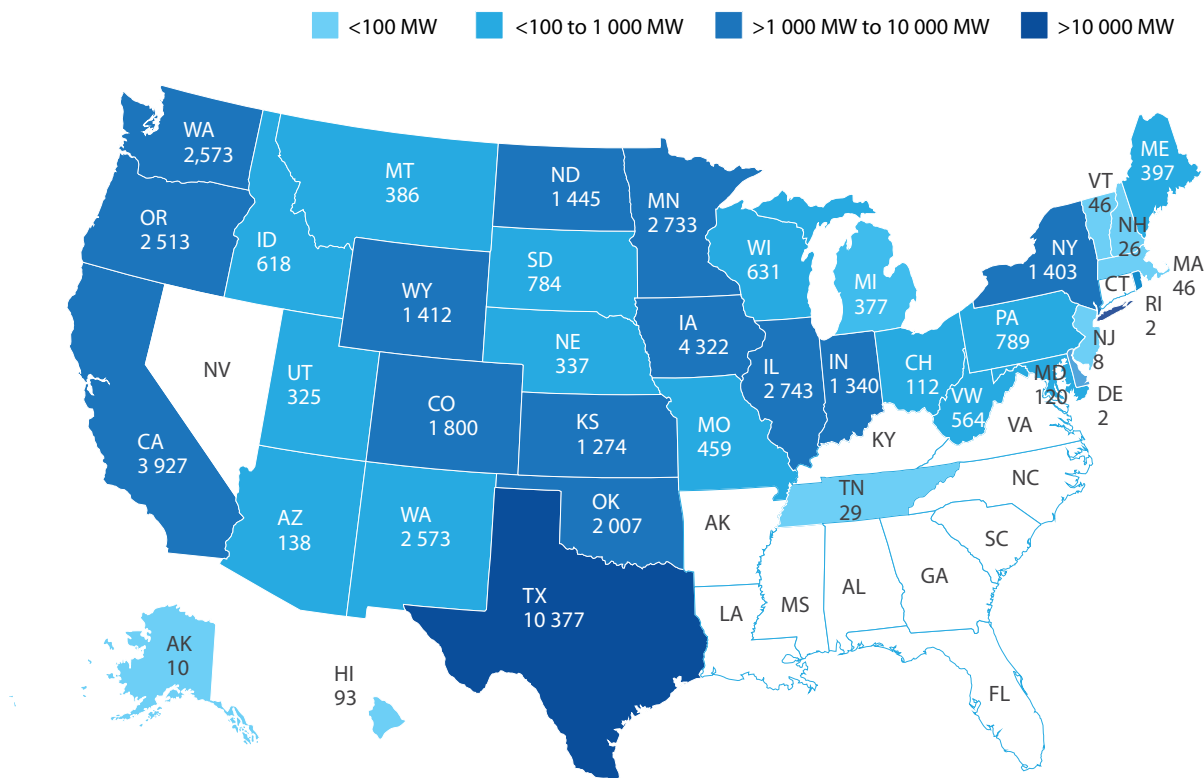 <100 MW
<100 to 1 000 MW
>1 000 MW to 10 000 MW
>10 000 MW
WA
2,573
MT
386
ND
1 445
MN
2 733
ME
397
VT
46
NH
26
OR
2 513
ID
618
SD
784
WI
631
MI
377
NY
1 403
MA
46
CT
RI
2
WY
1 412
IA
4 322
PA
789
NJ
8
NV
UT
325
NE
337
IL
2 743
IN
1 340
CH
112
MD
120
DE
2
VW
564
VA
CA
3 927
CO
1 800
KS
1 274
MO
459
KY
NC
TN
29
AZ
138
WA
2 573
OK
2 007
AK
SC
TX
10 377
LA
MS
AL
GA
FL
AK
10
HI
93